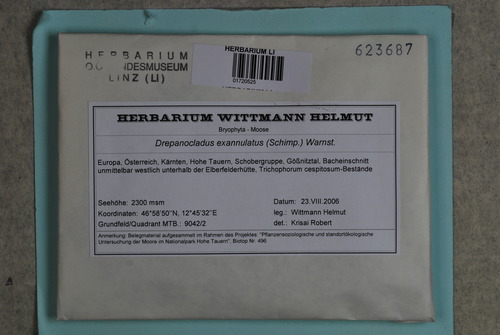 HERBARIUM
O.Ö. LANDESMUSEUM
LINZ (LI)
HERBARIUM LI
01720525
623687
HERBARIUM WITTMANN HELMUT
Bryophyta - Moose
Drepanocladus exannulatus (Schimp.) Warnst.
Europa, Österreich, Kärnten, Hohe Tauern, Schobergruppe, Gößnitztal, Bacheinschnitt
unmittelbar westlich unterhalb der Elberfelderhütte, Trichophorum cespitosum-Bestände
Seehöhe: 2300 msm Datum: 23.VIII.2006
Koordinaten: 46°58'50''N, 12°45'32''E leg.: Wittmann Helmut
Grundfeld/Quadrant MTB.: 9042/2 det.: Krisai Robert
Anmerkung: Belegmaterial aufgesammelt im Rahmen des Projektes "Pflanzensoziologische und standortökologische
Untersuchung der Moore im Nationalpark Hohe Tauern", Biotop Nr. 496